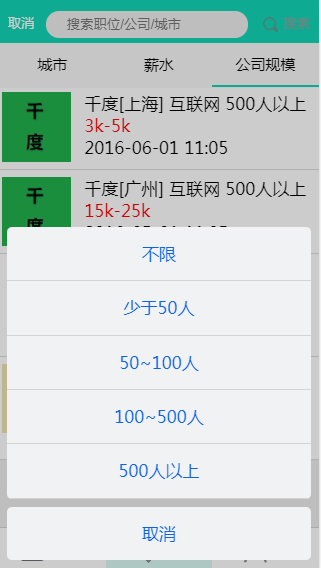 取消
搜索职位/公司/城市
搜索
城市
薪水
公司规模
千度
千度[上海] 互联网 500人以上
3k-5k
2016-06-01 11:05
千度
千度[广州] 互联网 500人以上
15k-25k
不限
少于50人
50~100人
100~500人
500人以上
取消